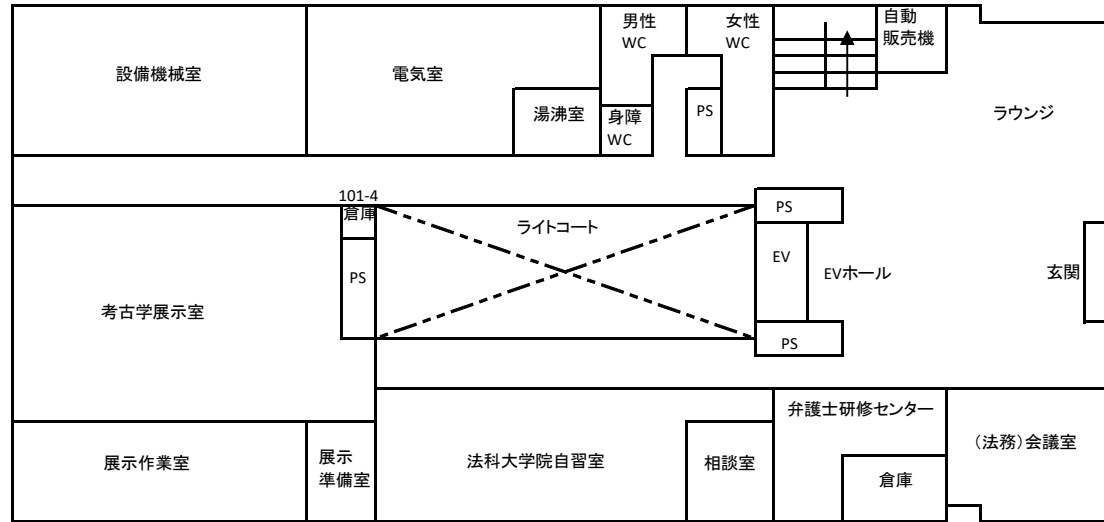 設備機械室
電気室
湯沸室
男性
WC
女性
WC
身障
WC
PS
自動
販売機
ラウンジ
101-4
倉庫
PS
ライトコート
PS
EV
EVホール
PS
玄関
考古学展示室
展示作業室
展示
準備室
法科大学院自習室
相談室
弁護士研修センター
倉庫
(法務)会議室